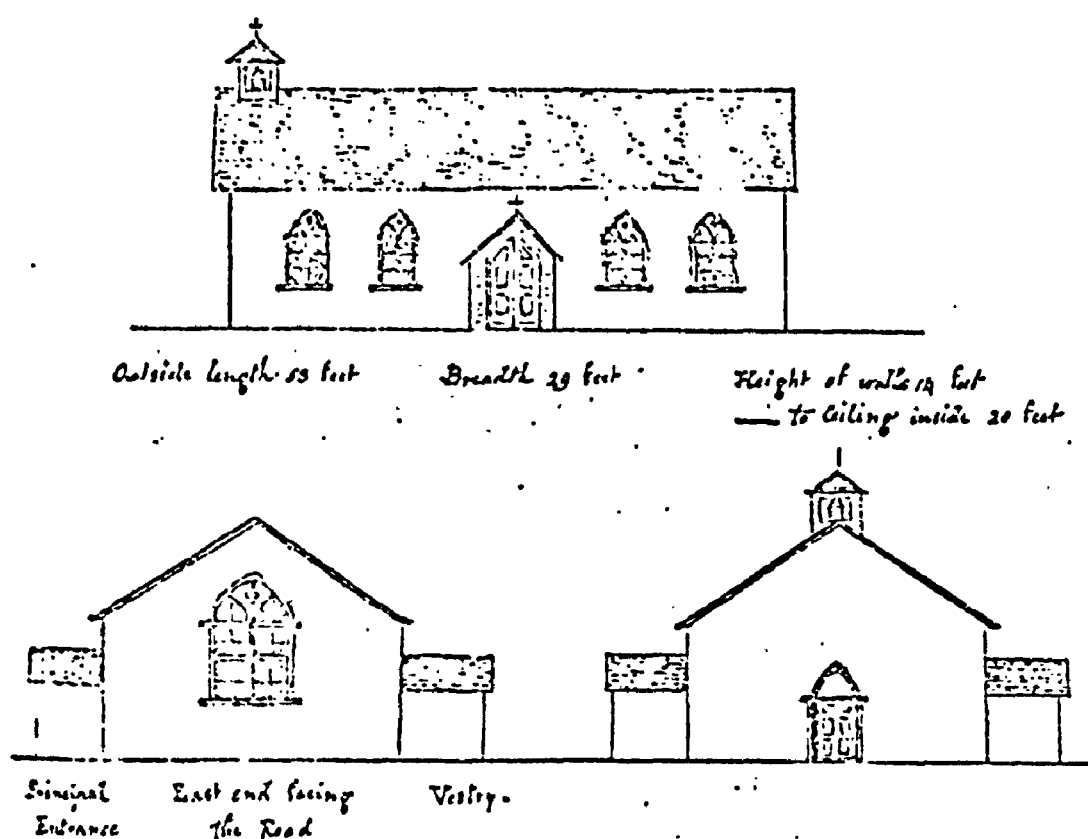 Outside length 53 feet Breadth 29 feet Height of walls 14 feet
— to Ceiling inside 20 feet
Principal Entrance
East end facing the Road
Vestry.